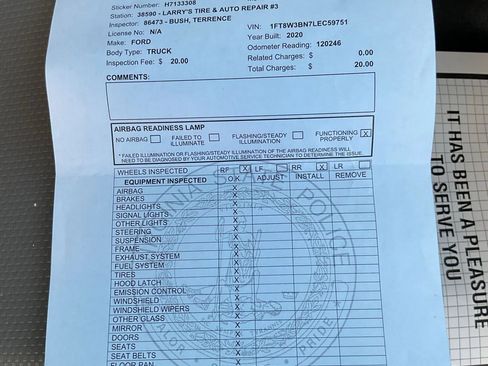 Sticker Number: H7133308
Station: 38590 - LARRY'S TIRE & AUTO REPAIR #3
Inspector: 86473 - BUSH, TERRENCE
License No: N/A
VIN: 1FT8W3BN7LEC59751
Make: FORD
Year Built: 2020
Body Type: TRUCK
Odometer Reading: 120246
Inspection Fee: $ 20.00
Related Charges: $ 0.00
Total Charges: $ 20.00
COMMENTS:
AIRBAG READINESS LAMP
NO AIRBAG
FAILED TO ILLUMINATE
FLASHING/STEADY ILLUMINATION
FUNCTIONING PROPERLY X
* FAILED ILLUMINATION OR FLASHING/STEADY ILLUMINATION OF THE AIRBAG READINESS LAMP
NEED TO BE DIAGNOSED BY YOUR AUTOMOTIVE SERVICE TECHNICIAN TO DETERMINE THE ISSUE.
WHEELS INSPECTED RF X LF RR X LR
EQUIPMENT INSPECTED O.K. ADJUST INSTALL REMOVE
AIRBAG X
BRAKES X
HEADLIGHTS X
SIGNAL LIGHTS X
OTHER LIGHTS X
STEERING X
SUSPENSION X
FRAME X
EXHAUST SYSTEM X
FUEL SYSTEM X
TIRES X
HOOD LATCH X
EMISSION CONTROL X
WINDSHIELD X
WINDSHIELD WIPERS X
OTHER GLASS X
MIRROR X
DOORS X
SEATS X
SEAT BELTS X
FLOOR PAN X
IT HAS BEEN A PLEASURE
TO SERVE YOU